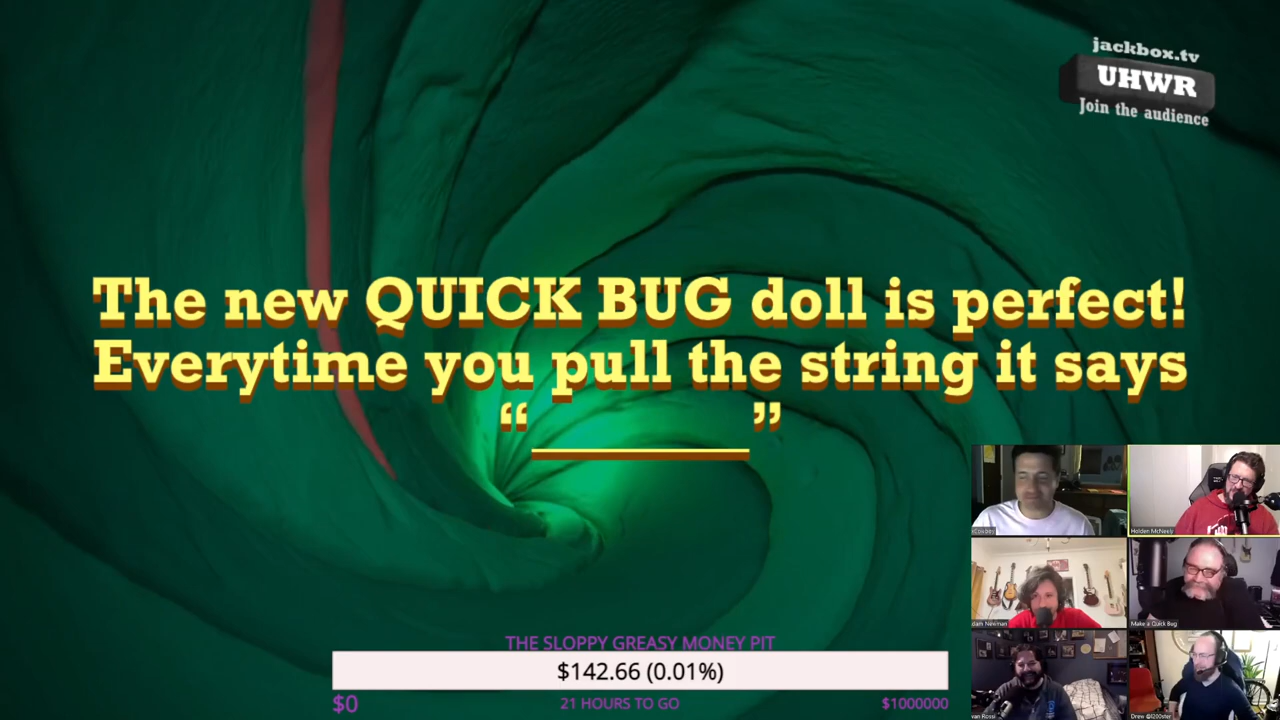 jackbox.tv
UHWR
Join the audience
The new QUICK BUG doll is perfect!
Everytime you pull the string it says
“________”
Holden McNeely
Make a Quick Bug
THE SLOPPY GREASY MONEY PIT
$142.66 (0.01%)
$0
21 HOURS TO GO
$1000000